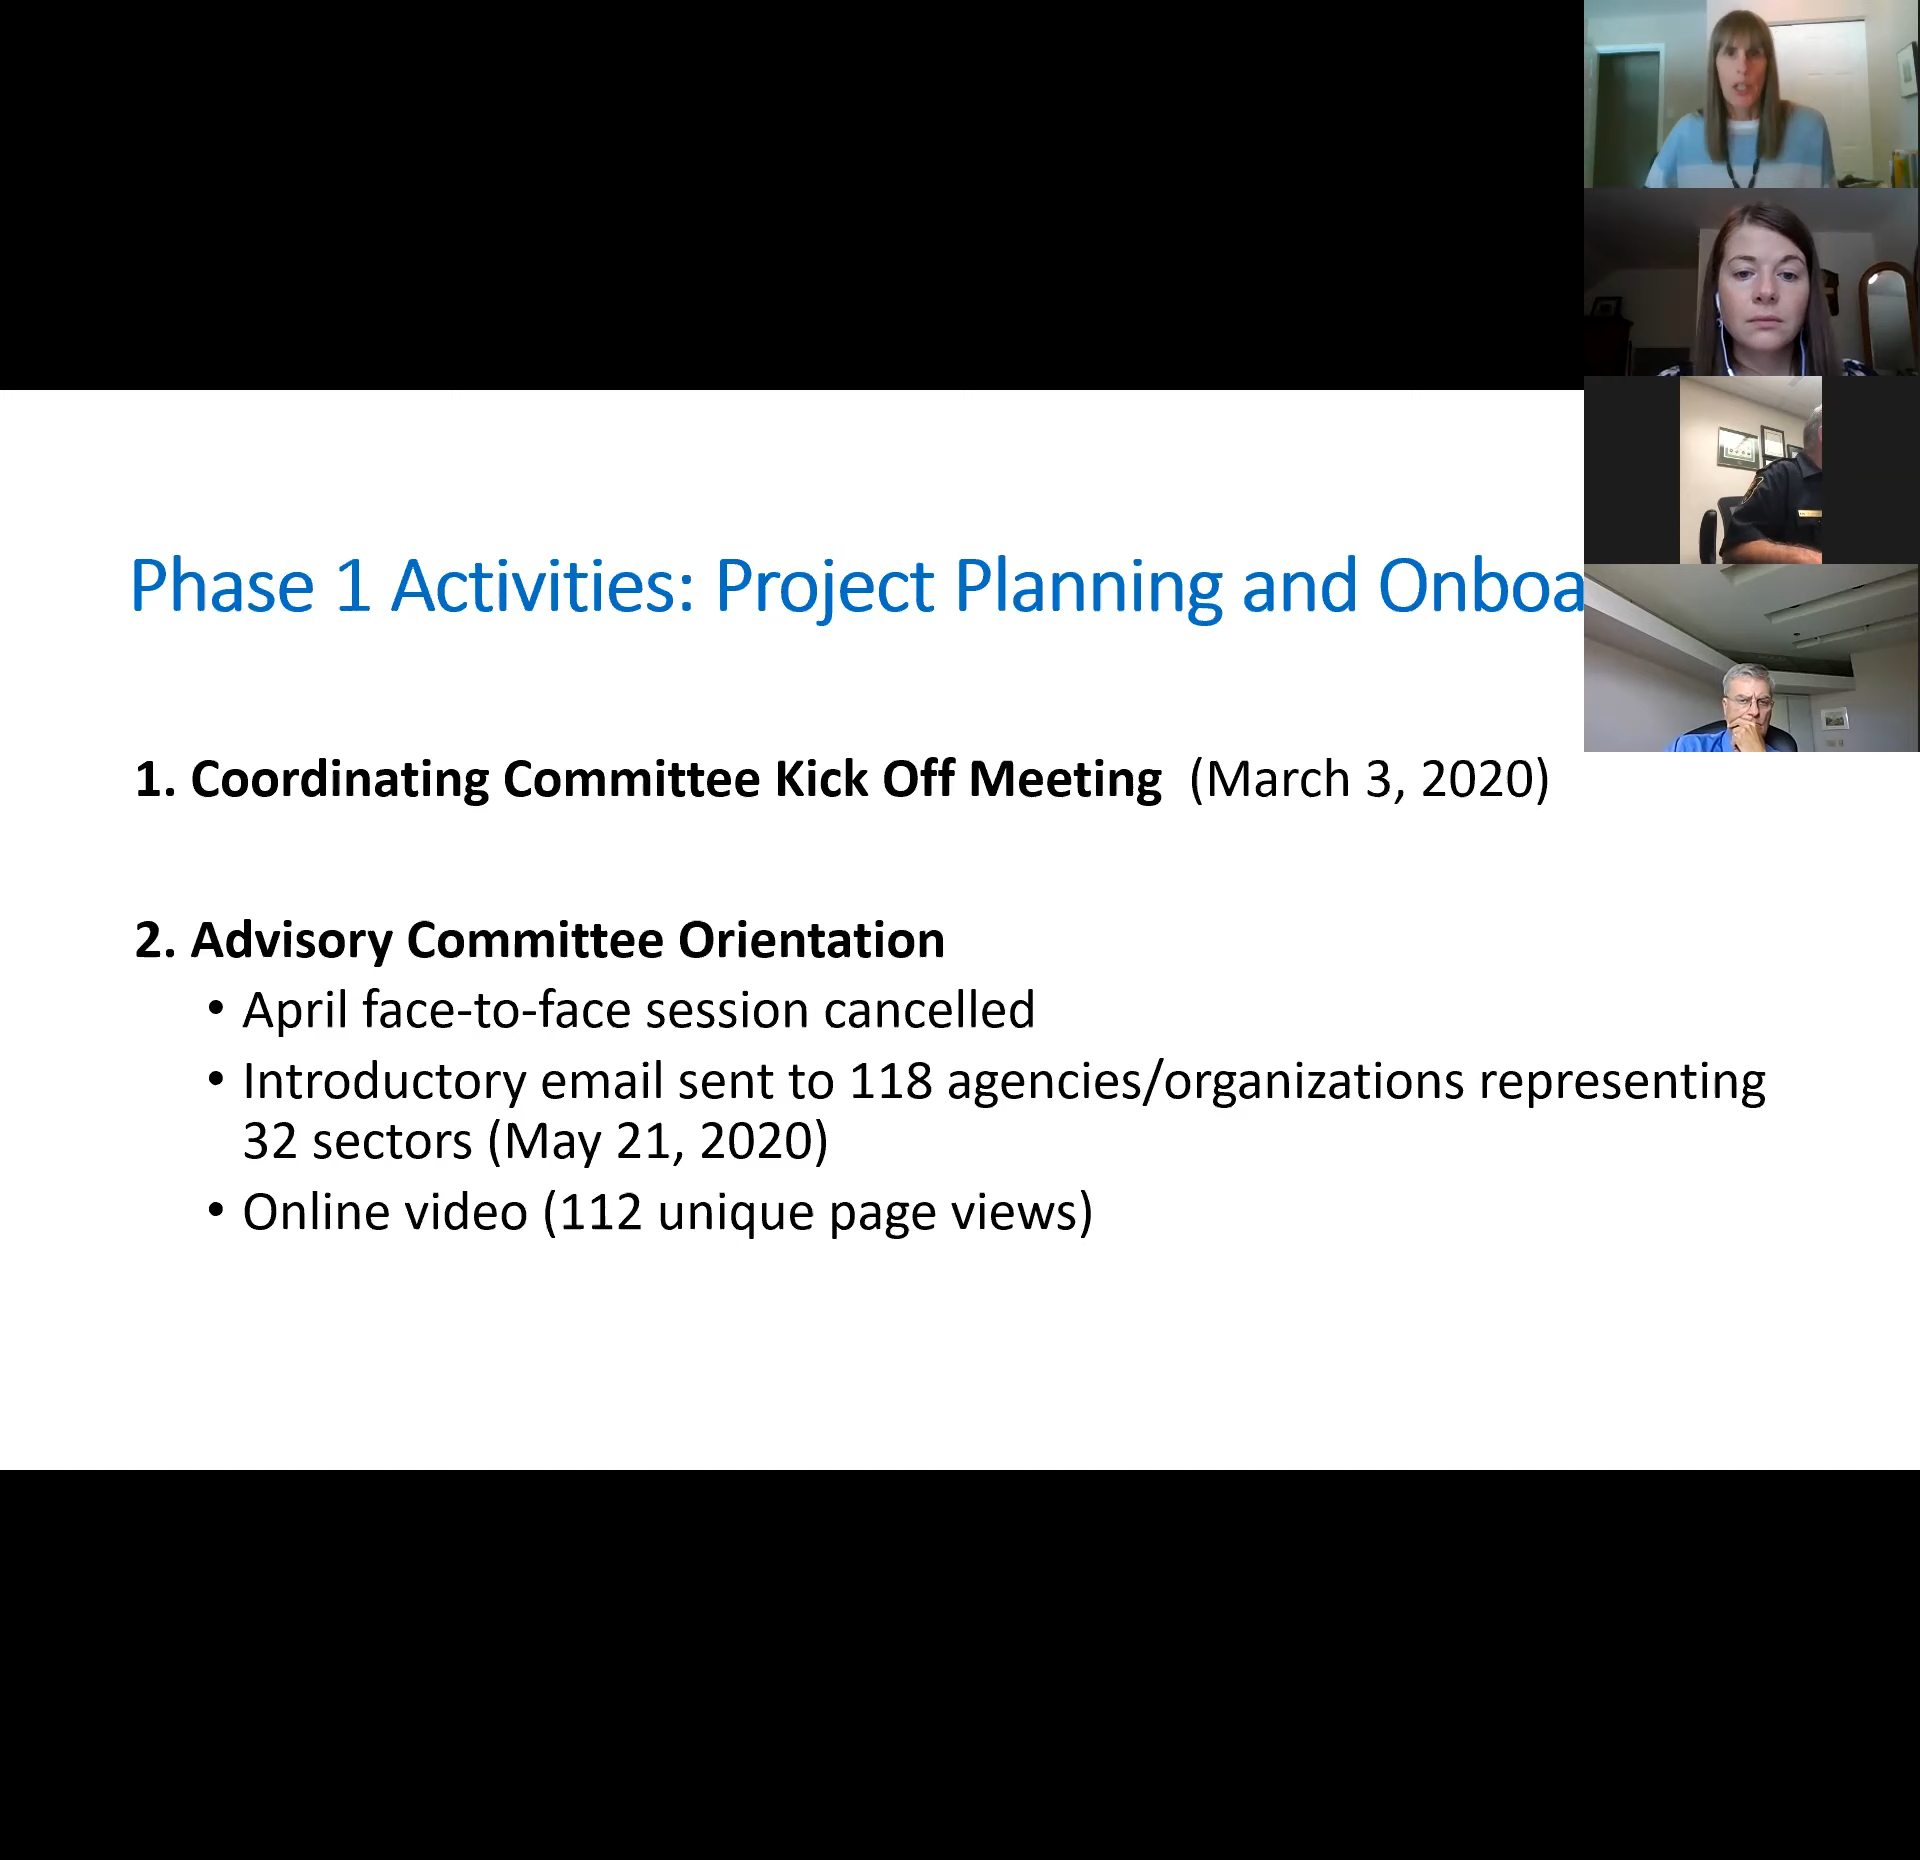 Phase 1 Activities: Project Planning and Onboa
1. Coordinating Committee Kick Off Meeting (March 3, 2020)
2. Advisory Committee Orientation
• April face-to-face session cancelled
• Introductory email sent to 118 agencies/organizations representing
32 sectors (May 21, 2020)
• Online video (112 unique page views)